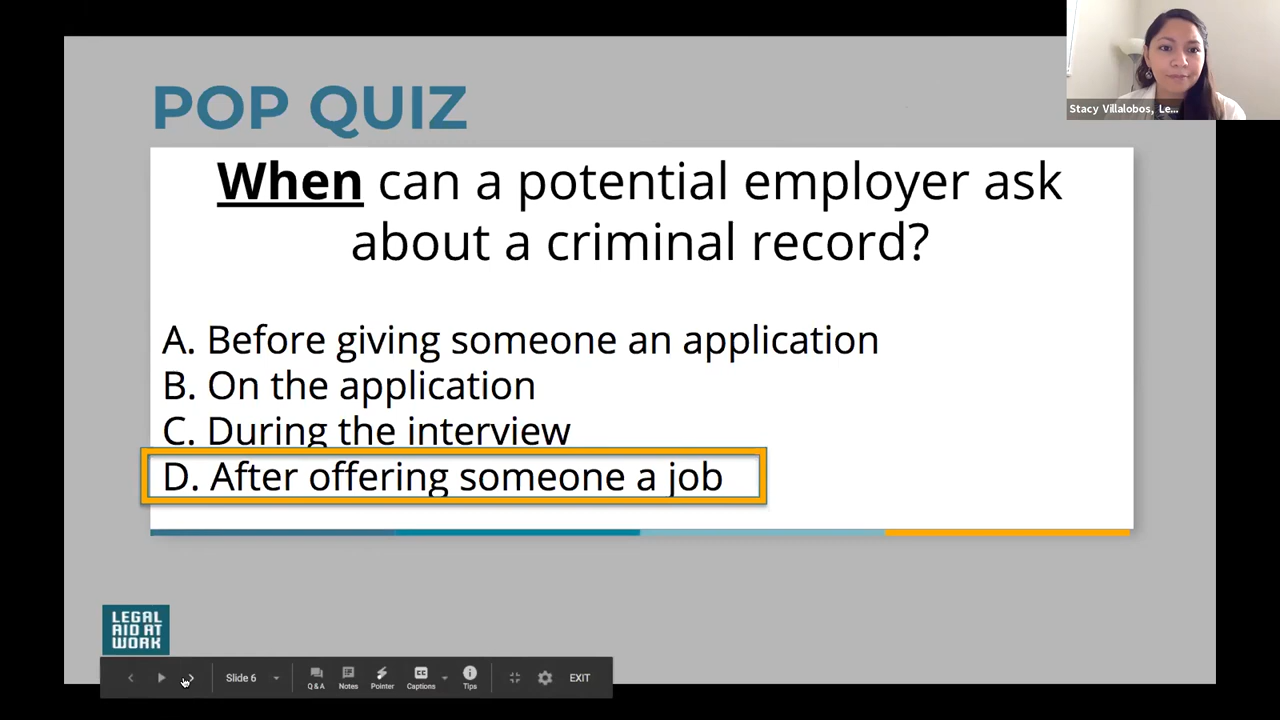 POP QUIZ
Stacy Villalobos, Le...
When can a potential employer ask
about a criminal record?
A. Before giving someone an application
B. On the application
C. During the interview
D. After offering someone a job
LEGAL
AID AT
WORK
Slide 6
Q & A
Notes
Pointer
Captions
Tips
EXIT